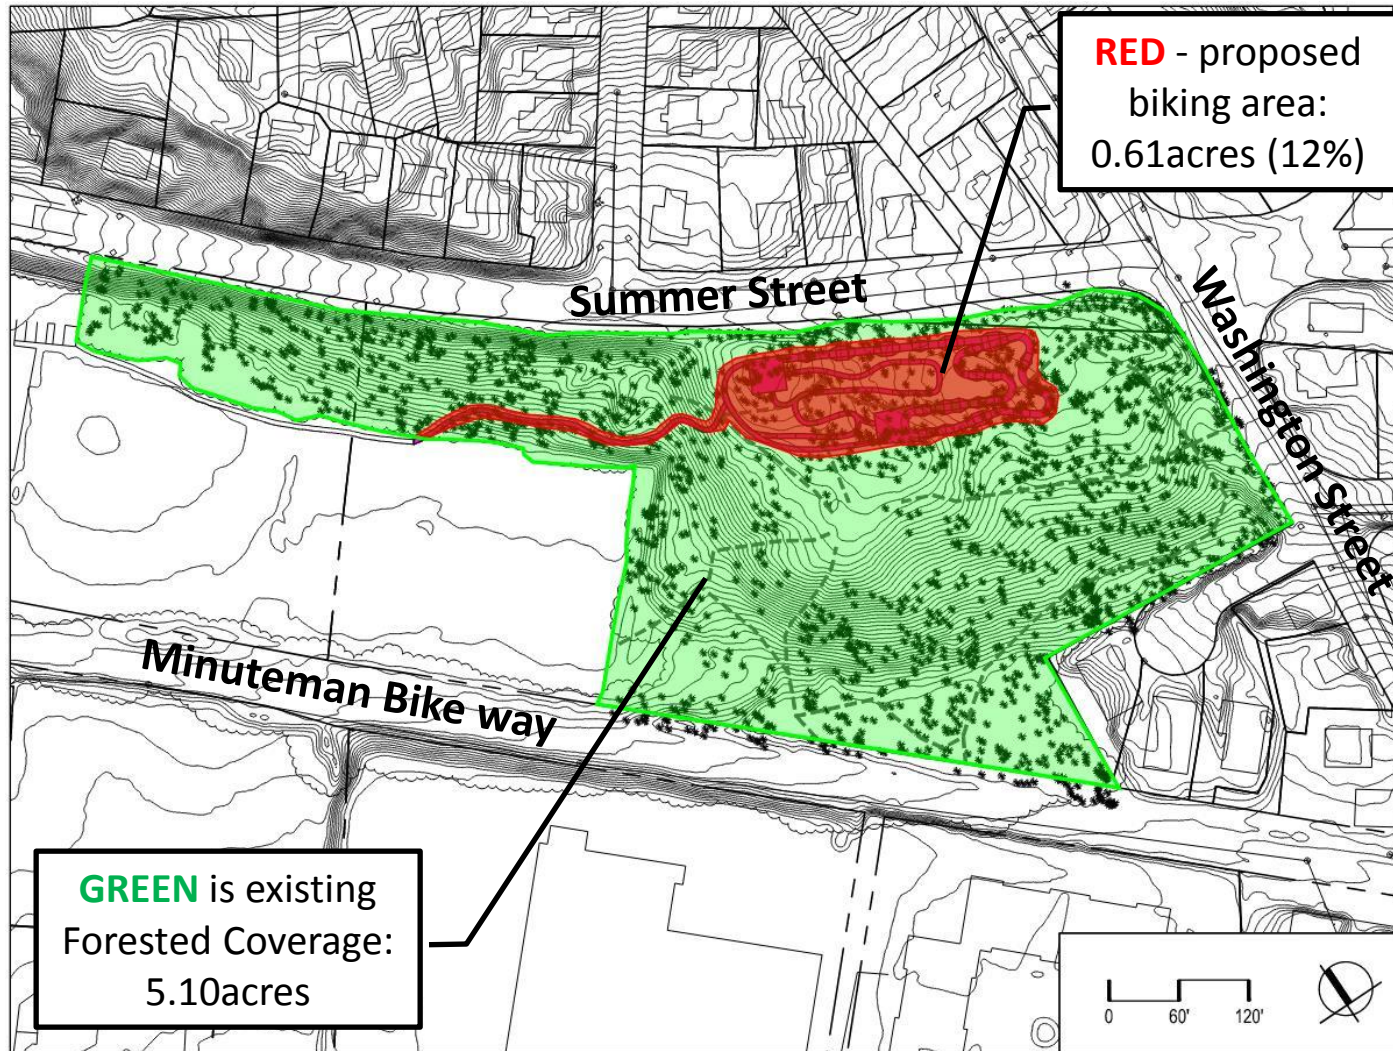 RED - proposed
biking area:
0.61acres (12%)
Summer Street
Washington Street
Minuteman Bike way
GREEN is existing
Forested Coverage:
5.10acres
0 60' 120'